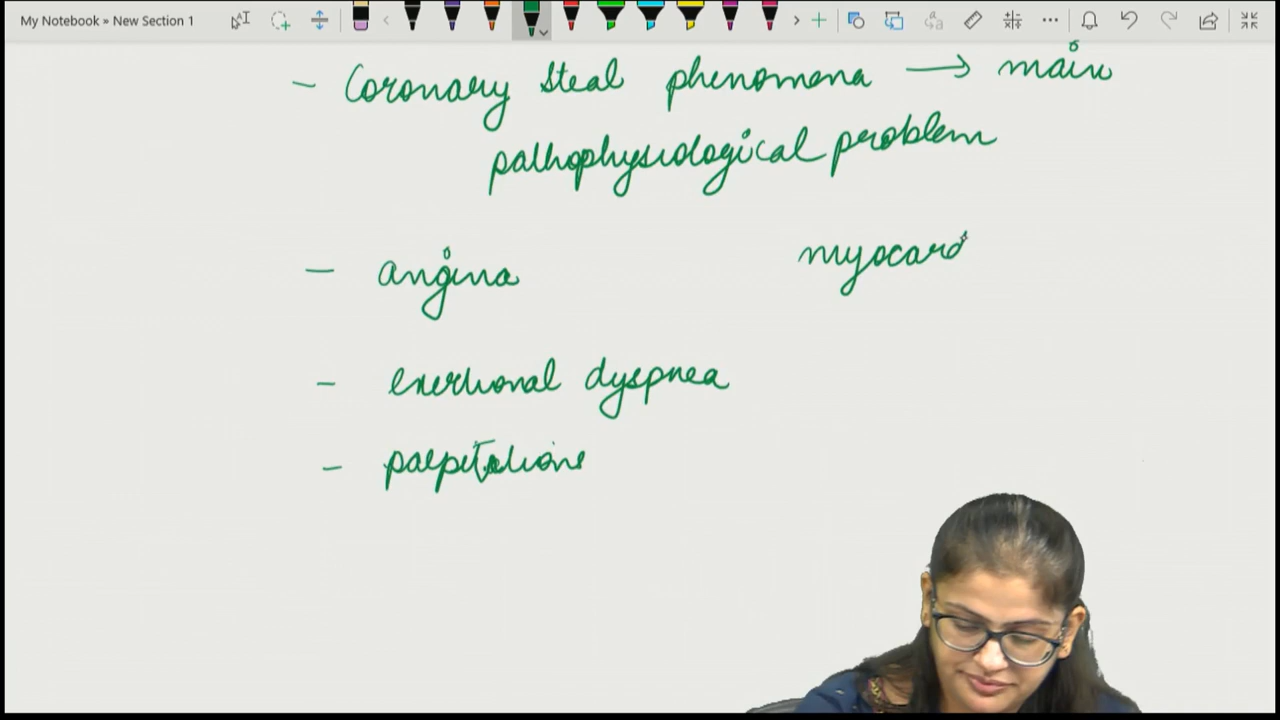 My Notebook » New Section 1
- Coronary steal phenomena → main
pathophysiological problem
- angina myocard
- exertional dyspnea
- palpitations